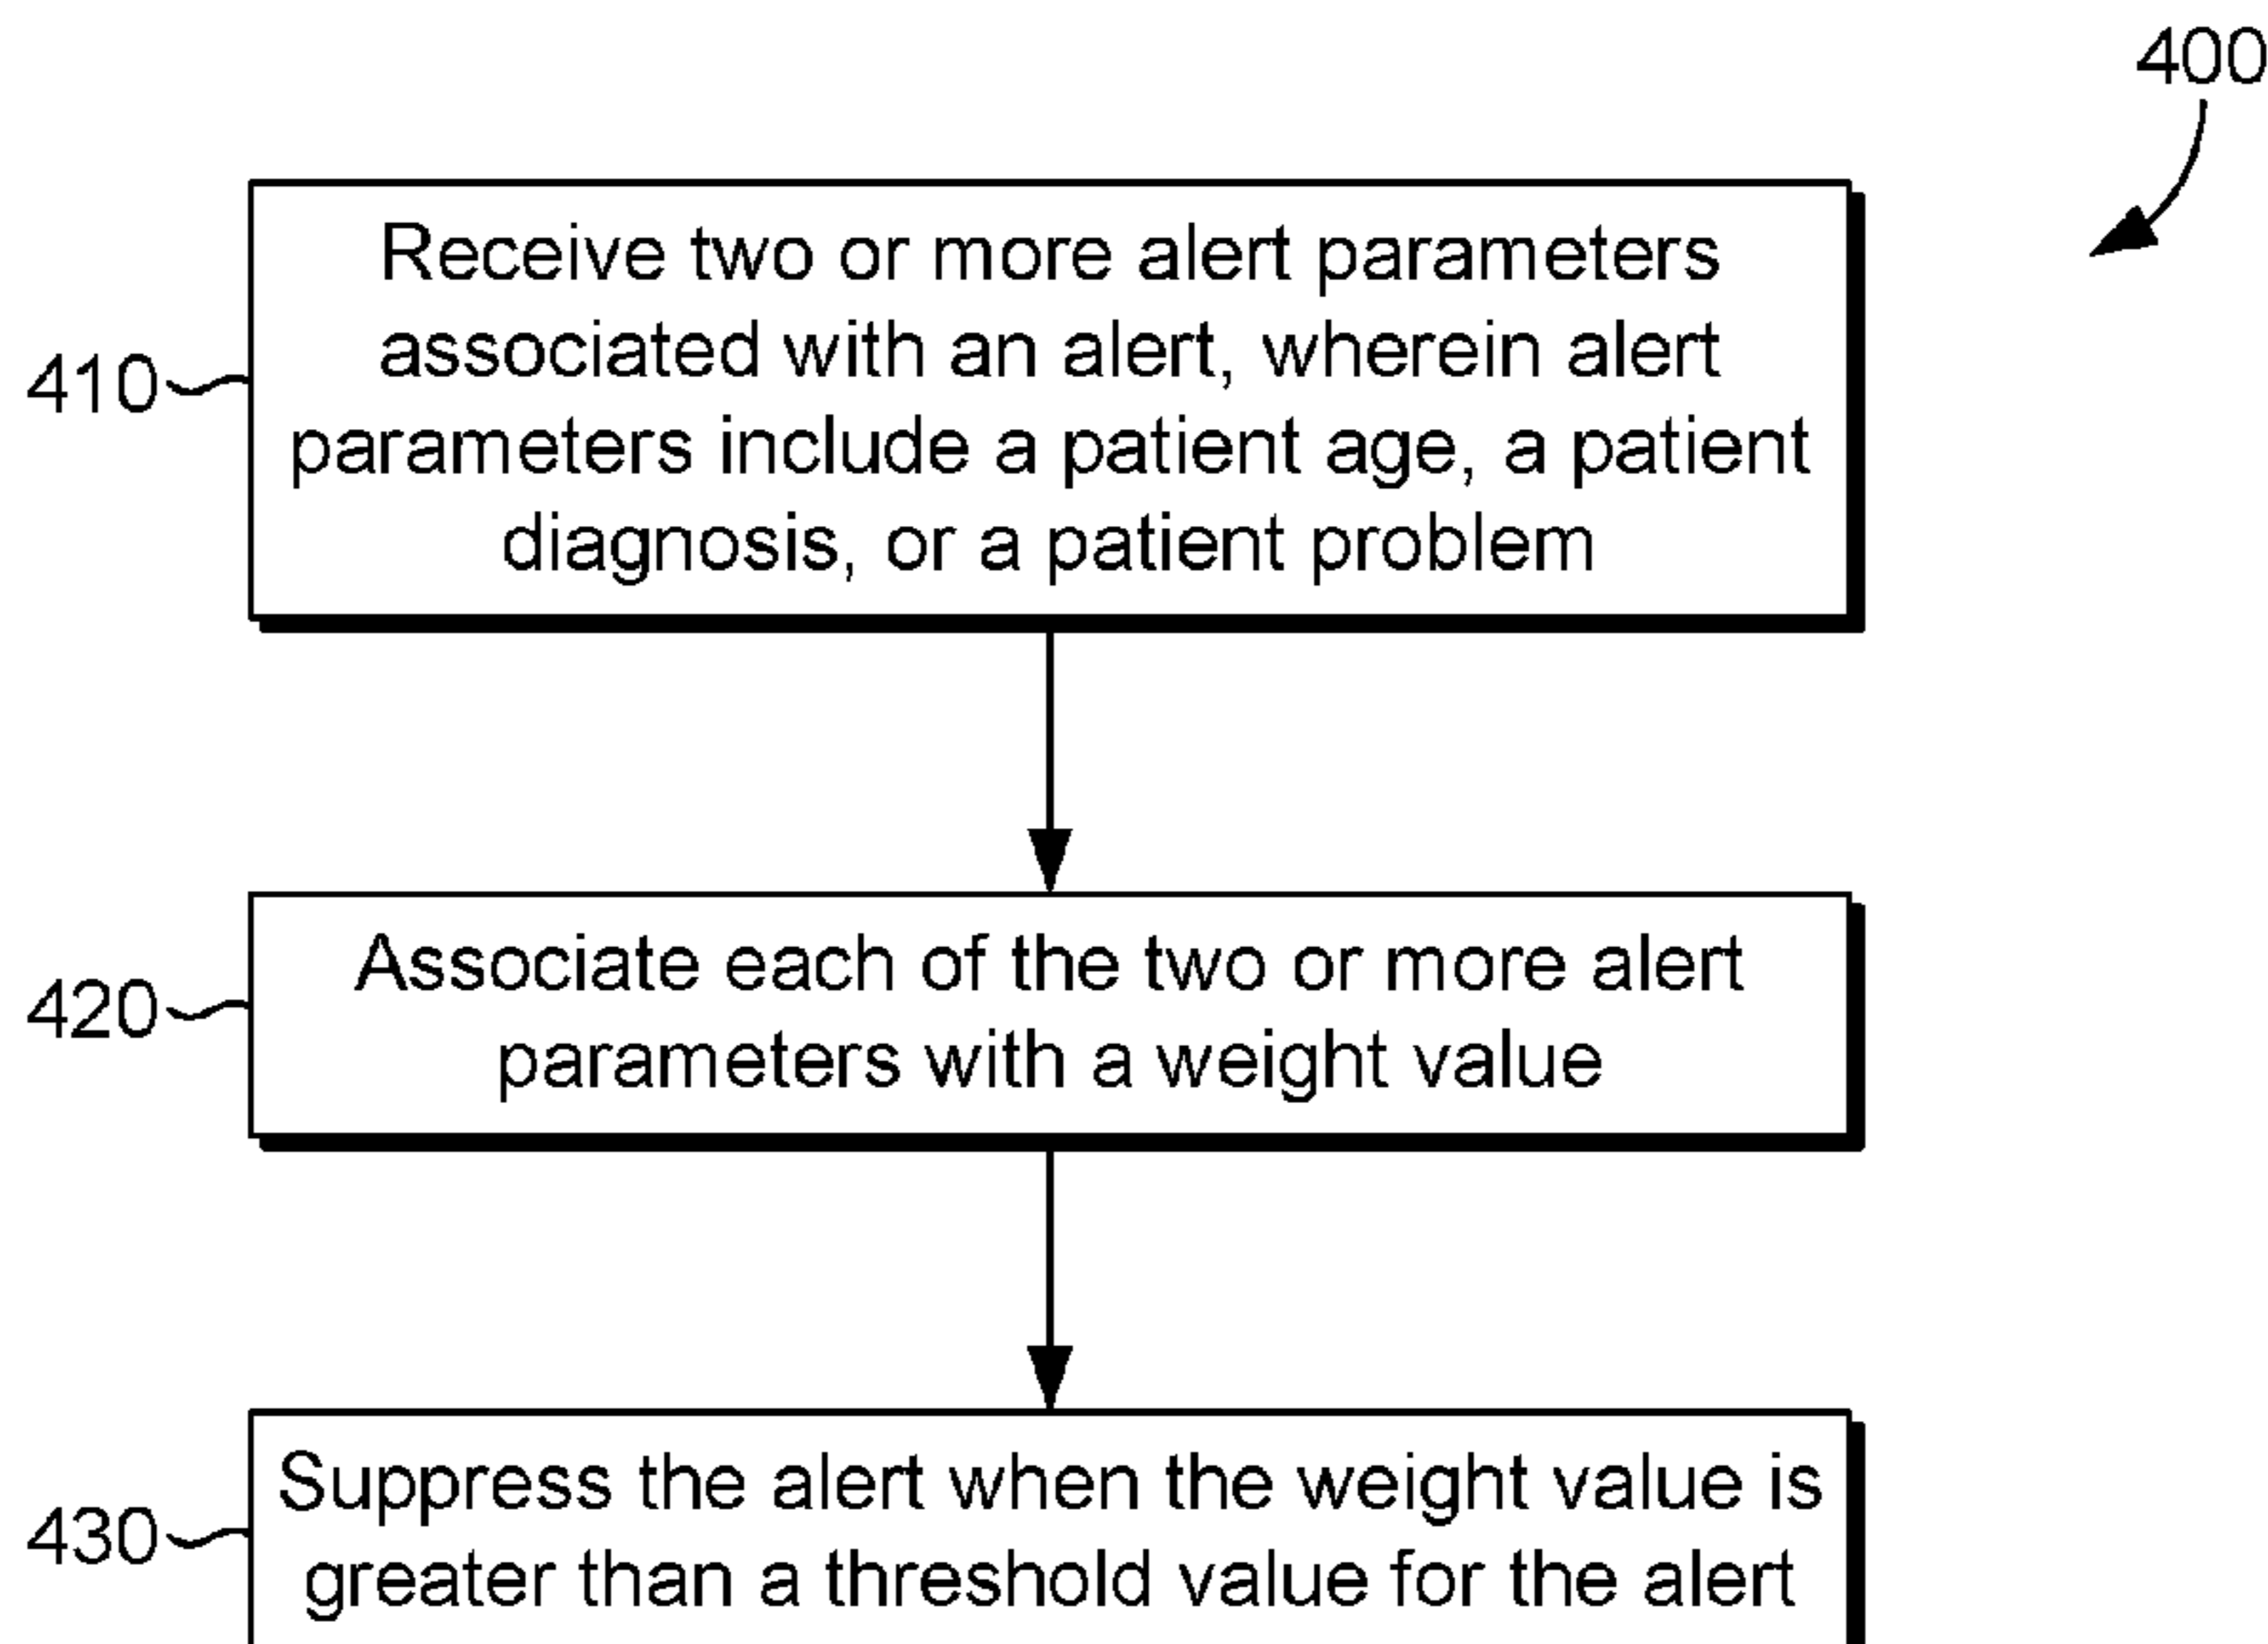 400
410
Receive two or more alert parameters
associated with an alert, wherein alert
parameters include a patient age, a patient
diagnosis, or a patient problem
420
Associate each of the two or more alert
parameters with a weight value
430
Suppress the alert when the weight value is
greater than a threshold value for the alert